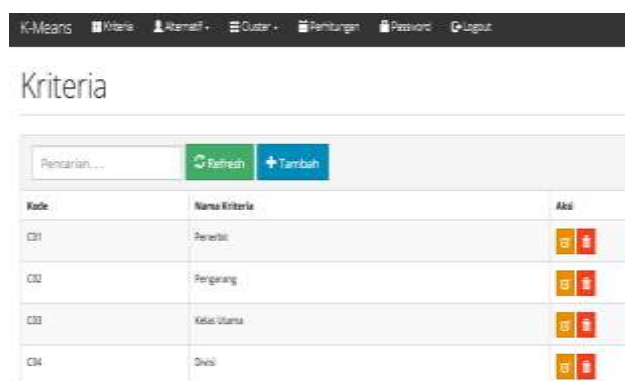 K-Means Kriteria Alternatif Cluster Perhitungan Password Logout
Kriteria
Pencarian.... Refresh Tambah
Kode Nama Kriteria Aksi
C01 Penerbit
C02 Pengarang
C03 Kelas Utama
C04 Divisi